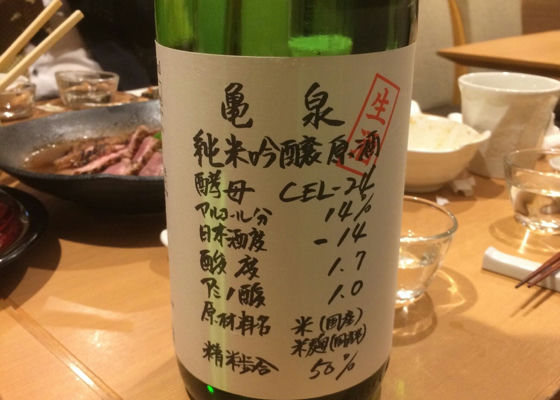 亀泉
生酒
純米吟醸原酒
酵母 CEL-24
アルコール分 14%
日本酒度 -14
酸度 1.7
アミノ酸 1.0
原材料名 米(国産)
米麹(国産)
精米歩合 50%